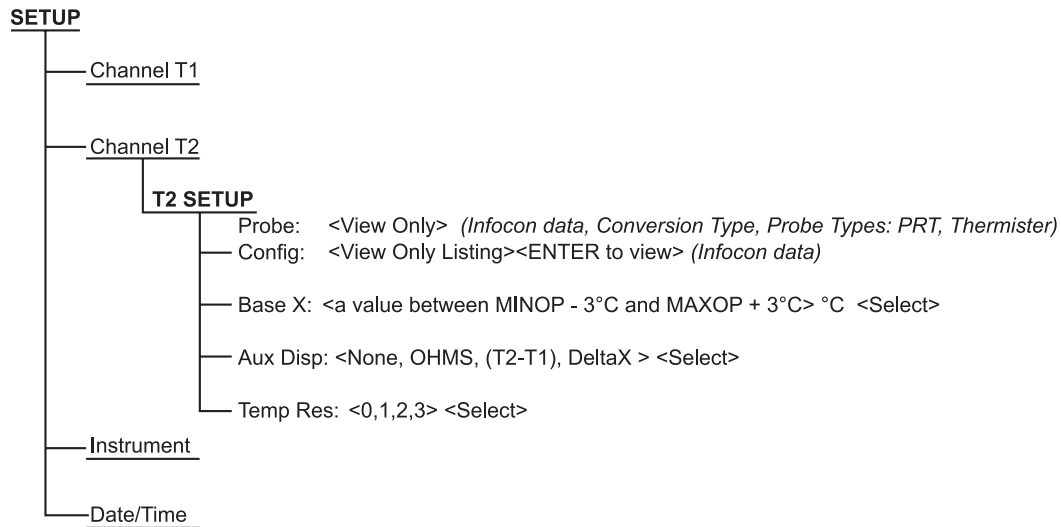 SETUP
Channel T1
Channel T2
T2 SETUP
Probe: <View Only> (Infocon data, Conversion Type, Probe Types: PRT, Thermister)
Config: <View Only Listing><ENTER to view> (Infocon data)
Base X: <a value between MINOP - 3°C and MAXOP + 3°C> °C <Select>
Aux Disp: <None, OHMS, (T2-T1), DeltaX > <Select>
Temp Res: <0,1,2,3> <Select>
Instrument
Date/Time